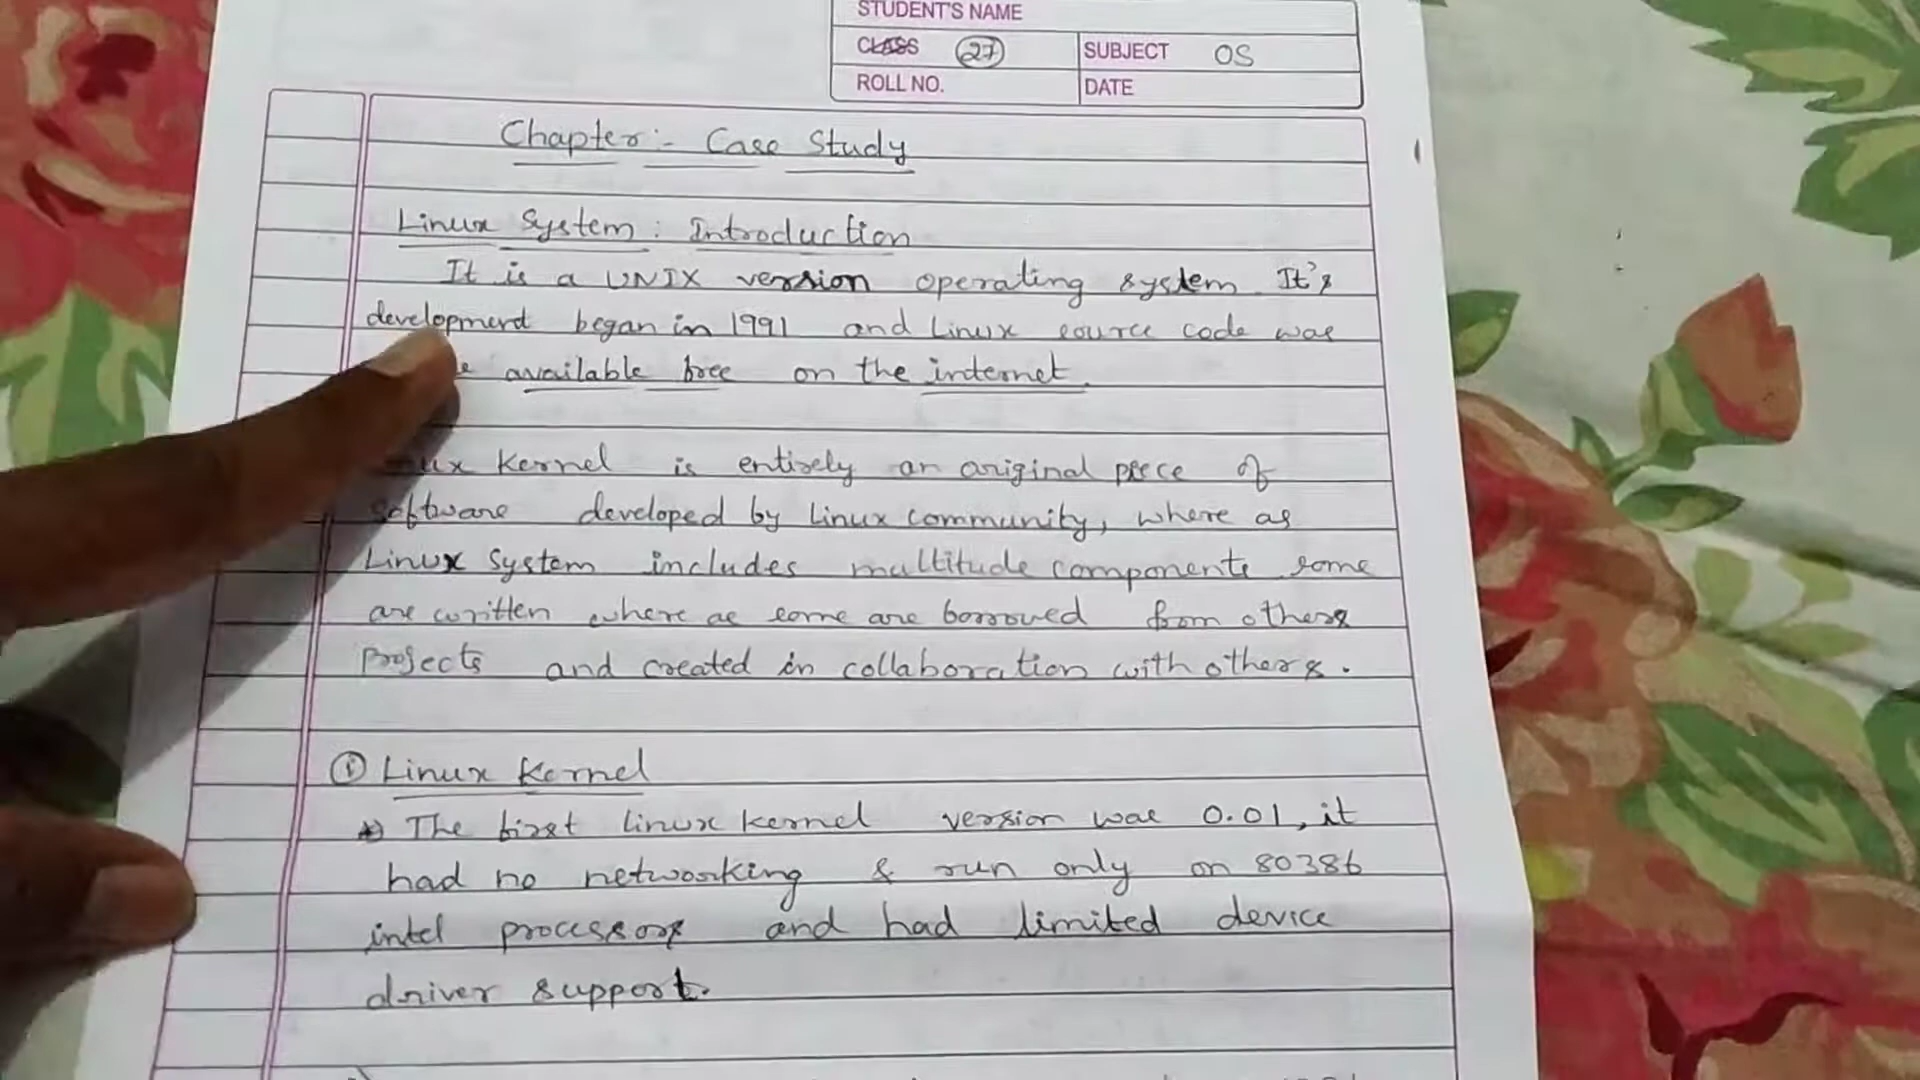 STUDENT'S NAME
CLASS 27 SUBJECT OS
ROLL NO. DATE
Chapter :- Case Study
Linux System : Introduction
It is a UNIX version operating system. It's
development began in 1991 and Linux source code was
available free on the internet.
Kernel is entirely an original piece of
software developed by Linux community, where as
Linux System includes multitude components some
are written where as some are borrowed from others
Projects and created in collaboration with others.
① Linux Kernel
The first linux kernel version was 0.01, it
had no networking & run only on 80386
intel processors and had limited device
driver support.